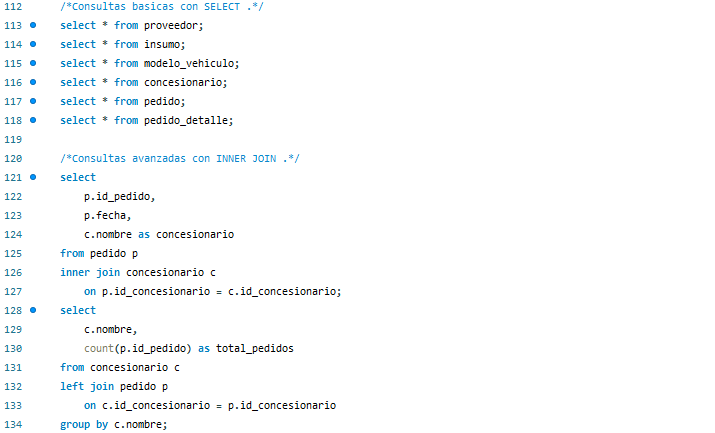 112 /*Consultas basicas con SELECT .*/
113 select * from proveedor;
114 select * from insumo;
115 select * from modelo_vehiculo;
116 select * from concesionario;
117 select * from pedido;
118 select * from pedido_detalle;
119
120 /*Consultas avanzadas con INNER JOIN .*/
121 select
122 p.id_pedido,
123 p.fecha,
124 c.nombre as concesionario
125 from pedido p
126 inner join concesionario c
127 on p.id_concesionario = c.id_concesionario;
128 select
129 c.nombre,
130 count(p.id_pedido) as total_pedidos
131 from concesionario c
132 left join pedido p
133 on c.id_concesionario = p.id_concesionario
134 group by c.nombre;